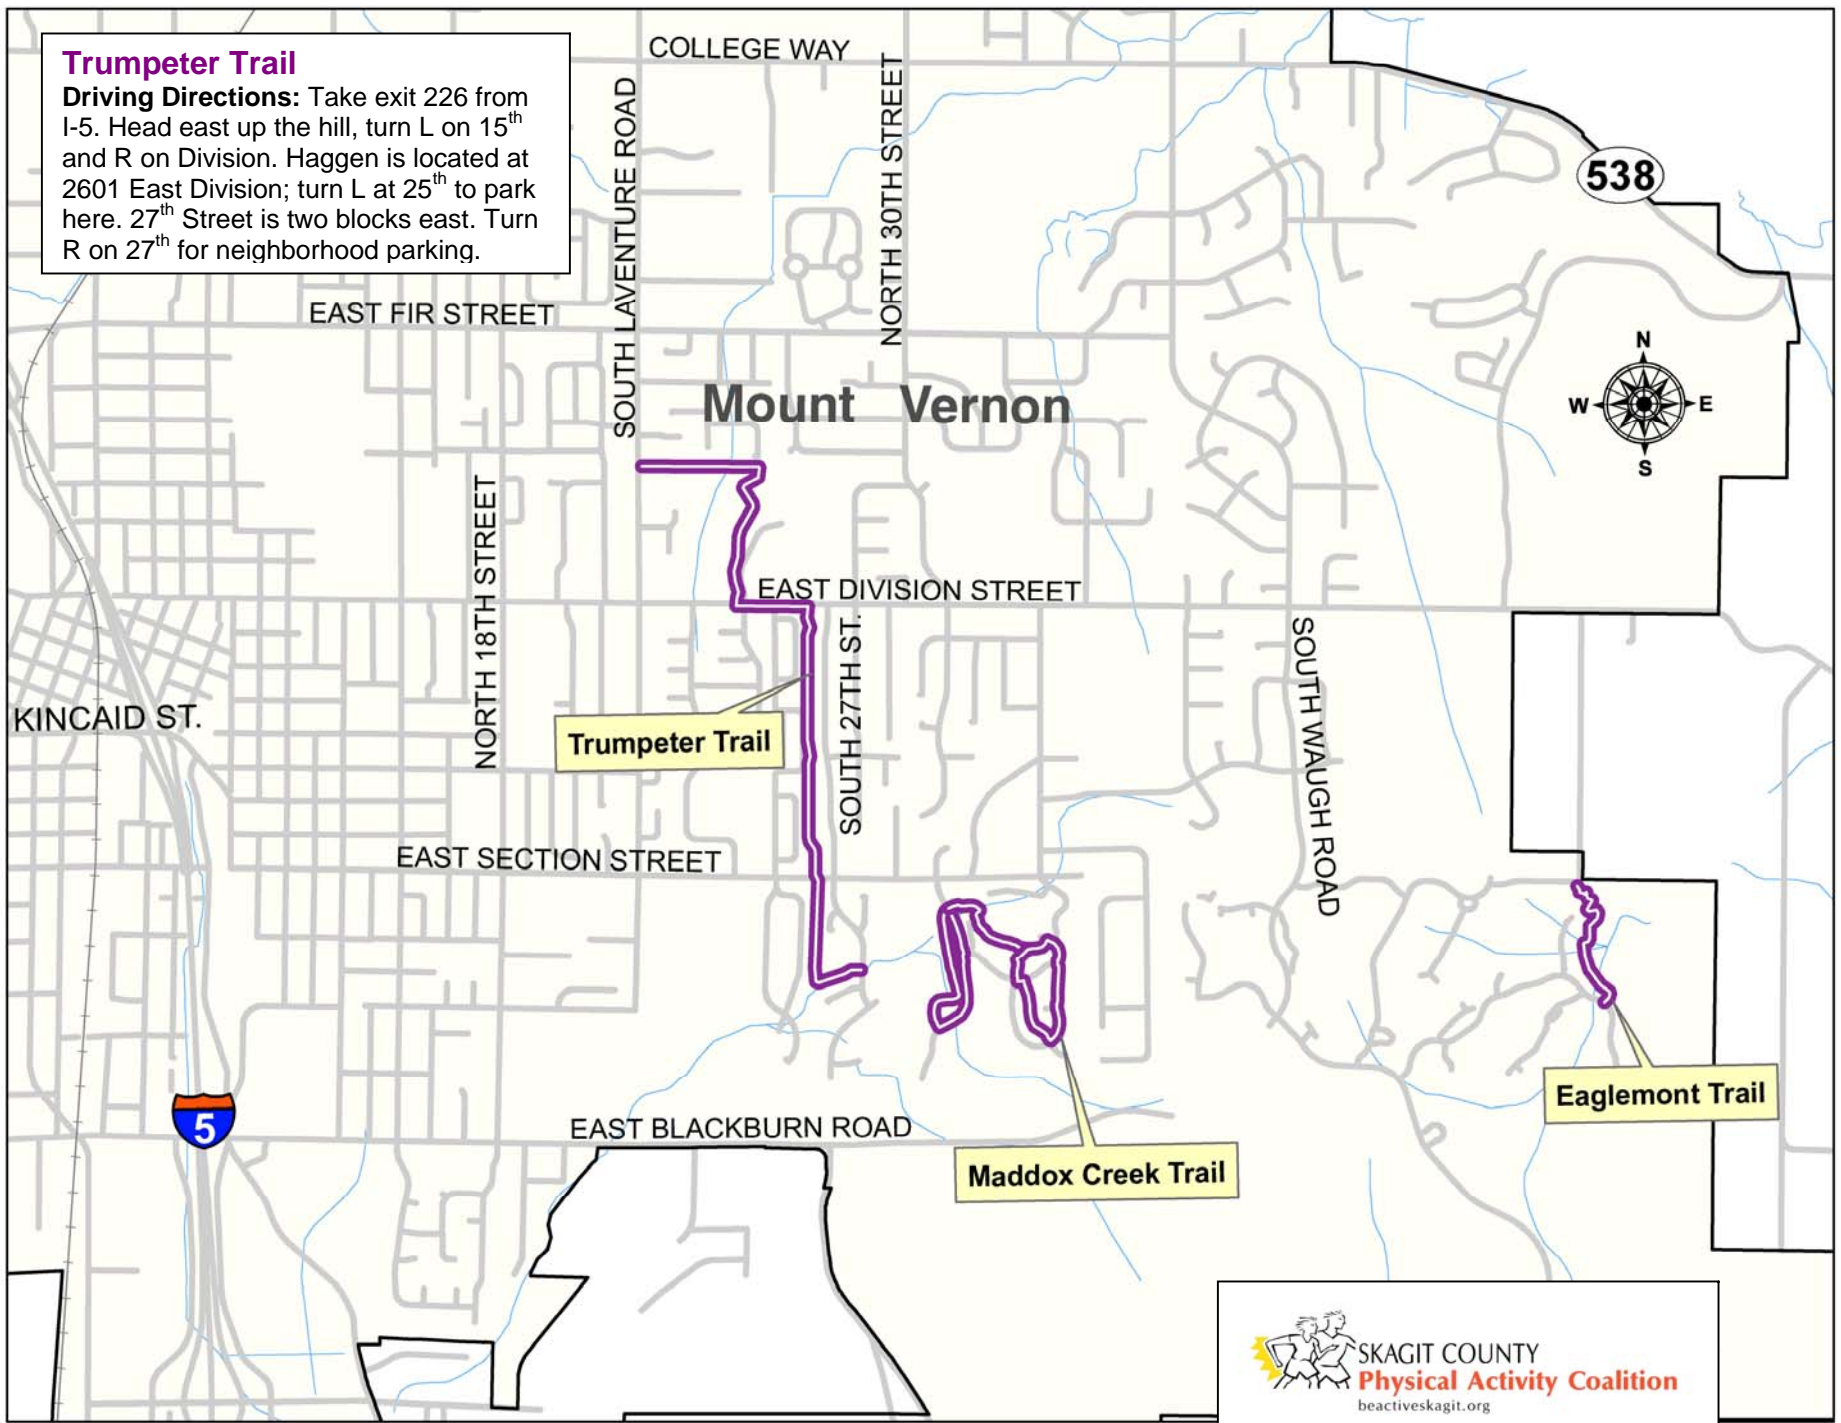 Trumpeter Trail
Driving Directions: Take exit 226 from
I-5. Head east up the hill, turn L on 15th
and R on Division. Haggen is located at
2601 East Division; turn L at 25th to park
here. 27th Street is two blocks east. Turn
R on 27th for neighborhood parking.
COLLEGE WAY
SOUTH LAVENTURE ROAD
NORTH 30TH STREET
538
EAST FIR STREET
Mount Vernon
N
W
E
S
NORTH 18TH STREET
EAST DIVISION STREET
SOUTH 27TH ST.
SOUTH WAUGH ROAD
KINCAID ST.
Trumpeter Trail
EAST SECTION STREET
5
EAST BLACKBURN ROAD
Eaglemont Trail
Maddox Creek Trail
SKAGIT COUNTY
Physical Activity Coalition
beactiveskagit.org